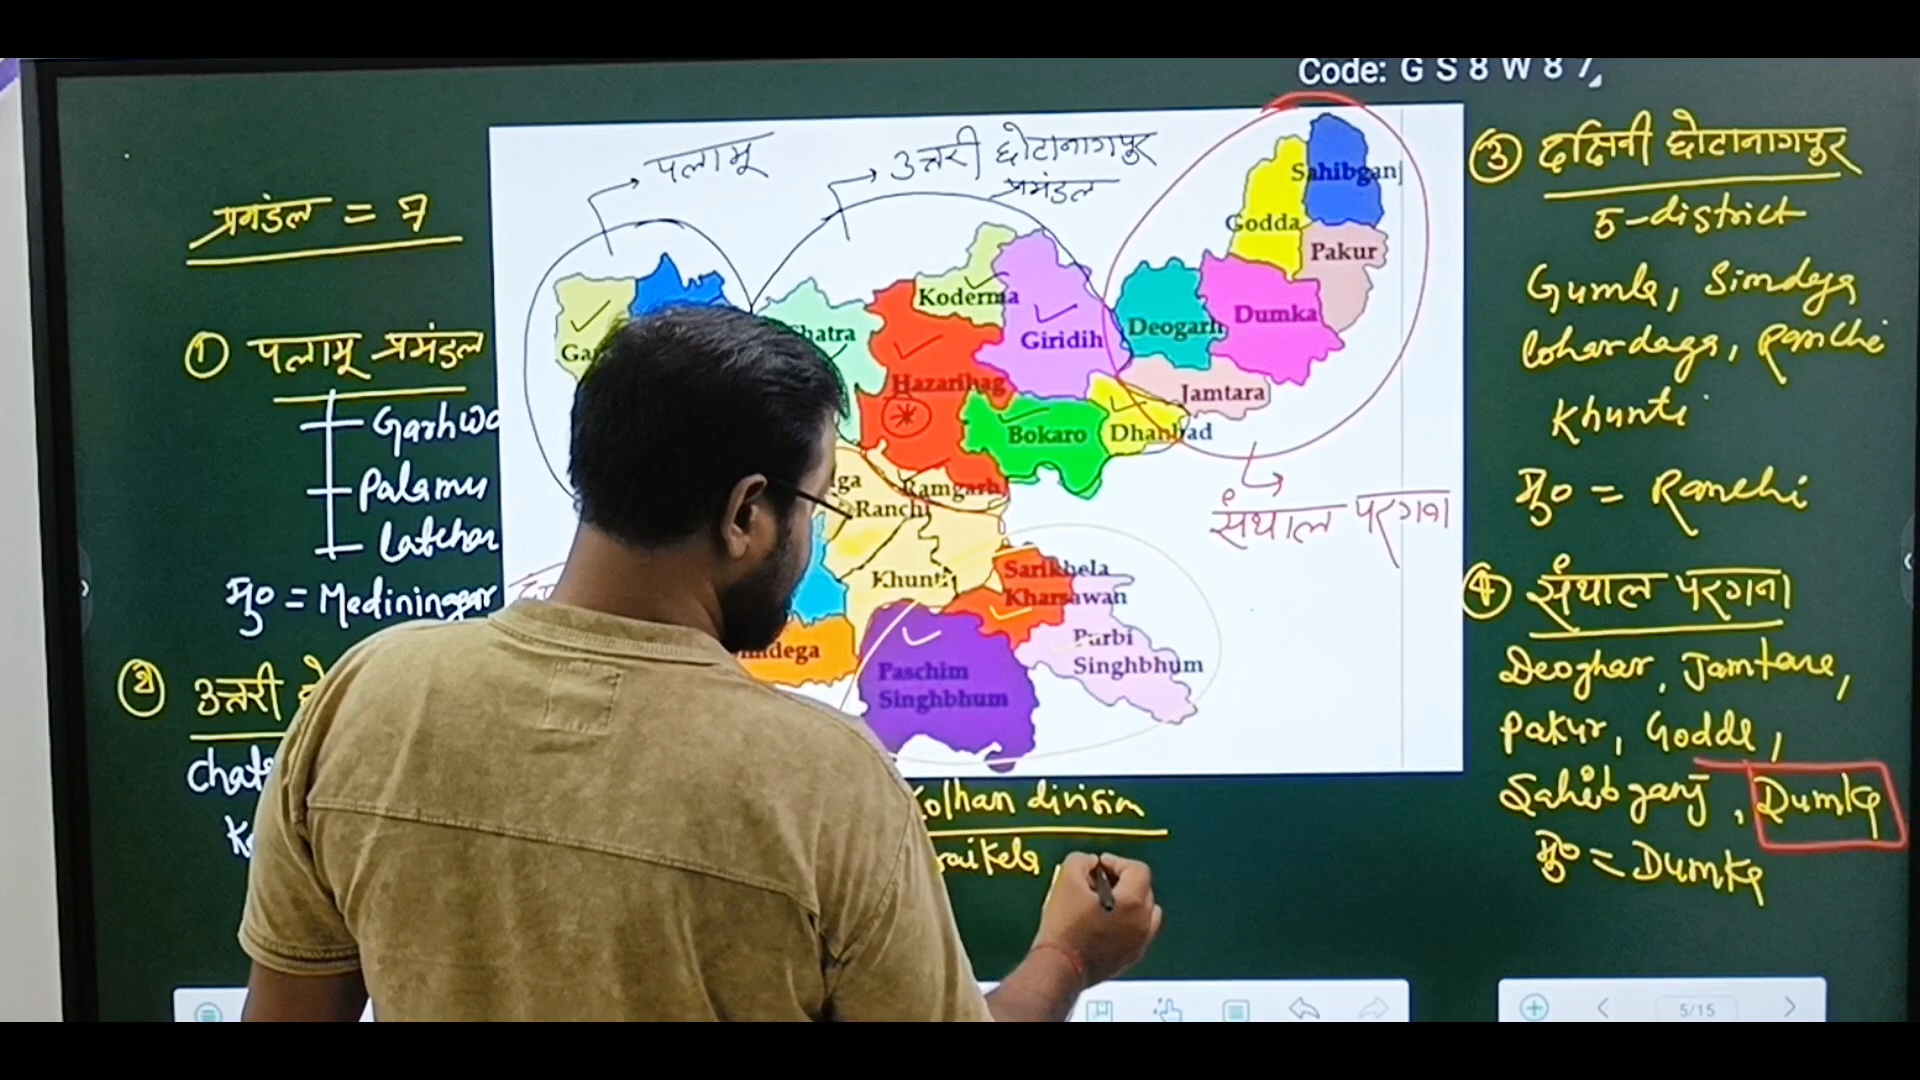 Code: G S 8 W 8 7
प्रमंडल = 7
① पलामू प्रमंडल
Garhwa
Palamu
Latehar
मु० = Medininagar
② उत्तरी
पलामू
उत्तरी छोटानागपुर
प्रमंडल
Sahibganj
Godda
Pakur
Koderma
Giridih
Deogarh
Dumka
Hazaribag
Jamtara
Bokaro
Dhanbad
Ramgarh
Ranchi
Khunti
Sarikhela
Kharsawan
Purbi
Singhbhum
Paschim
Singhbhum
संथाल परगना
Kolhan division
③ दक्षिनी छोटानागपुर
5-district
Gumla, Simdega
Lohardaga, Ranchi
Khunti
मु० = Ranchi
④ संथाल परगना
Deoghar, Jamtara,
Pakur, Godda,
Sahibganj, Dumka
मु० = Dumka
5/15